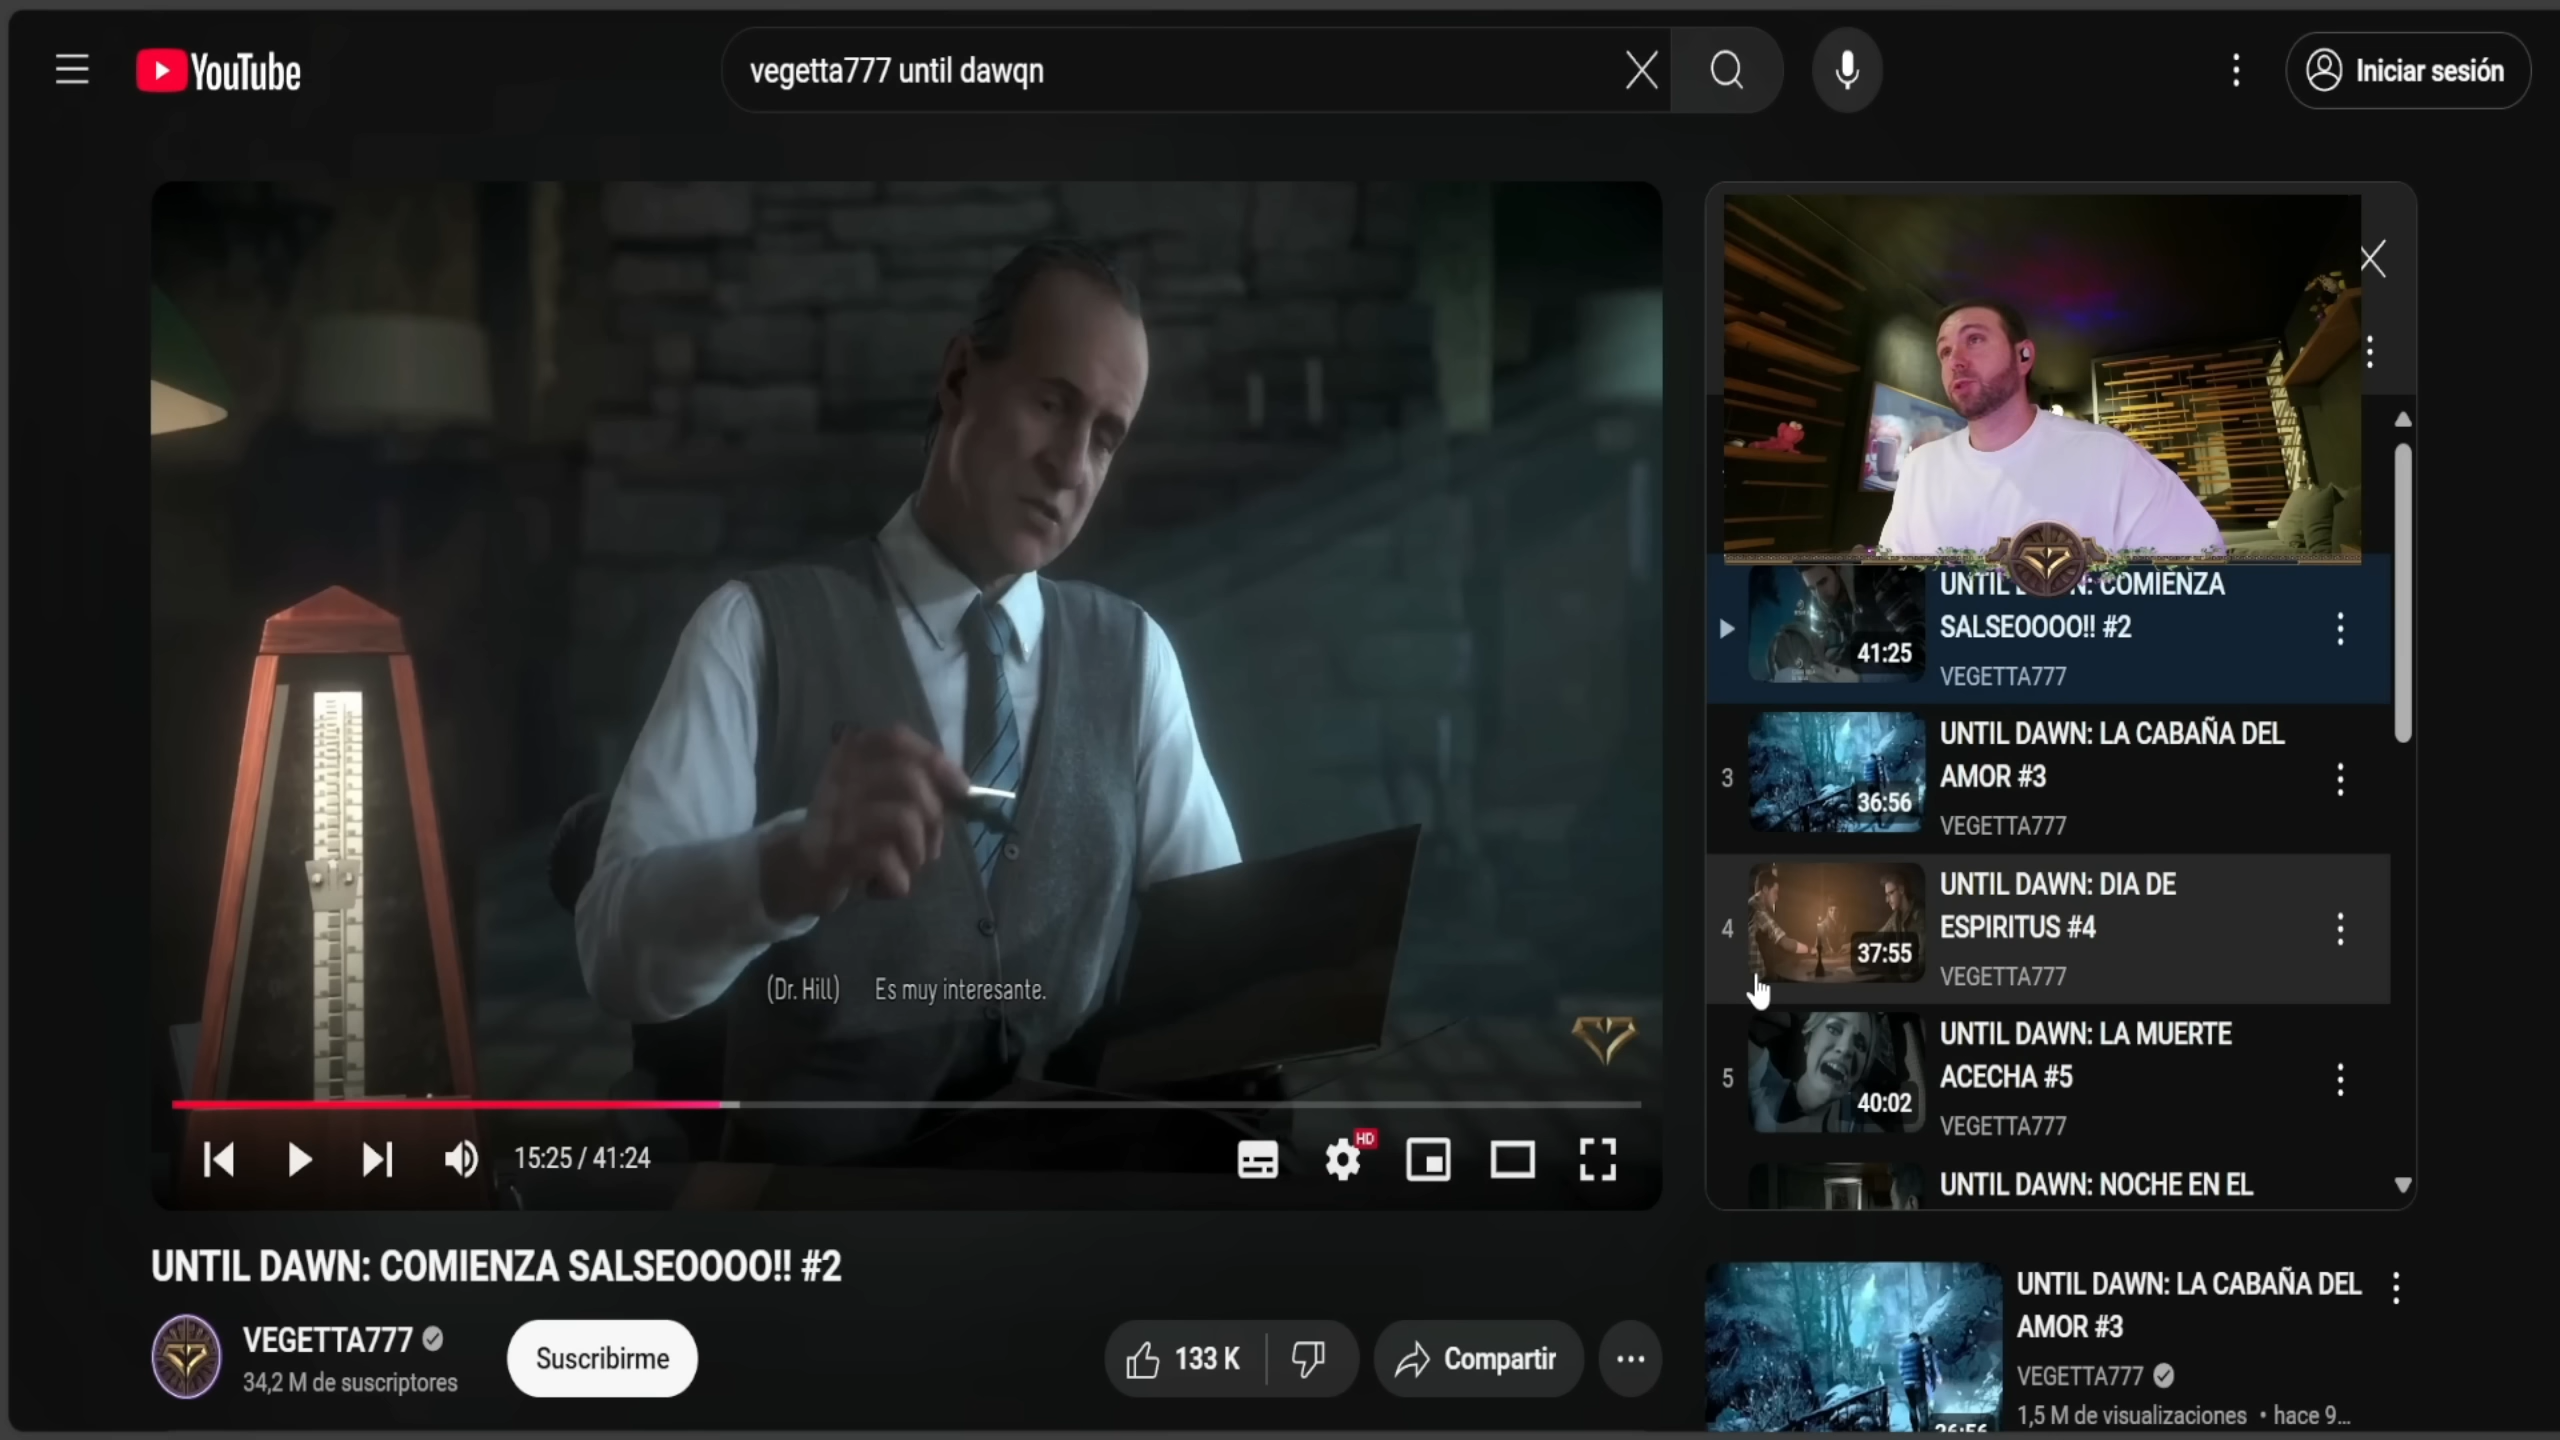 YouTube
vegetta777 until dawqn
Iniciar sesión
(Dr. Hill) Es muy interesante.
15:25 / 41:24
HD
UNTIL DAWN: COMIENZA SALSEOOOO!! #2
VEGETTA777
34,2 M de suscriptores
Suscribirme
133 K
Compartir
COMIENZA
SALSEOOOO!! #2
41:25
VEGETTA777
3
UNTIL DAWN: LA CABAÑA DEL
AMOR #3
36:56
VEGETTA777
4
UNTIL DAWN: DIA DE
ESPIRITUS #4
37:55
VEGETTA777
5
UNTIL DAWN: LA MUERTE
ACECHA #5
40:02
VEGETTA777
UNTIL DAWN: NOCHE EN EL
UNTIL DAWN: LA CABAÑA DEL
AMOR #3
VEGETTA777
1,5 M de visualizaciones • hace 9...